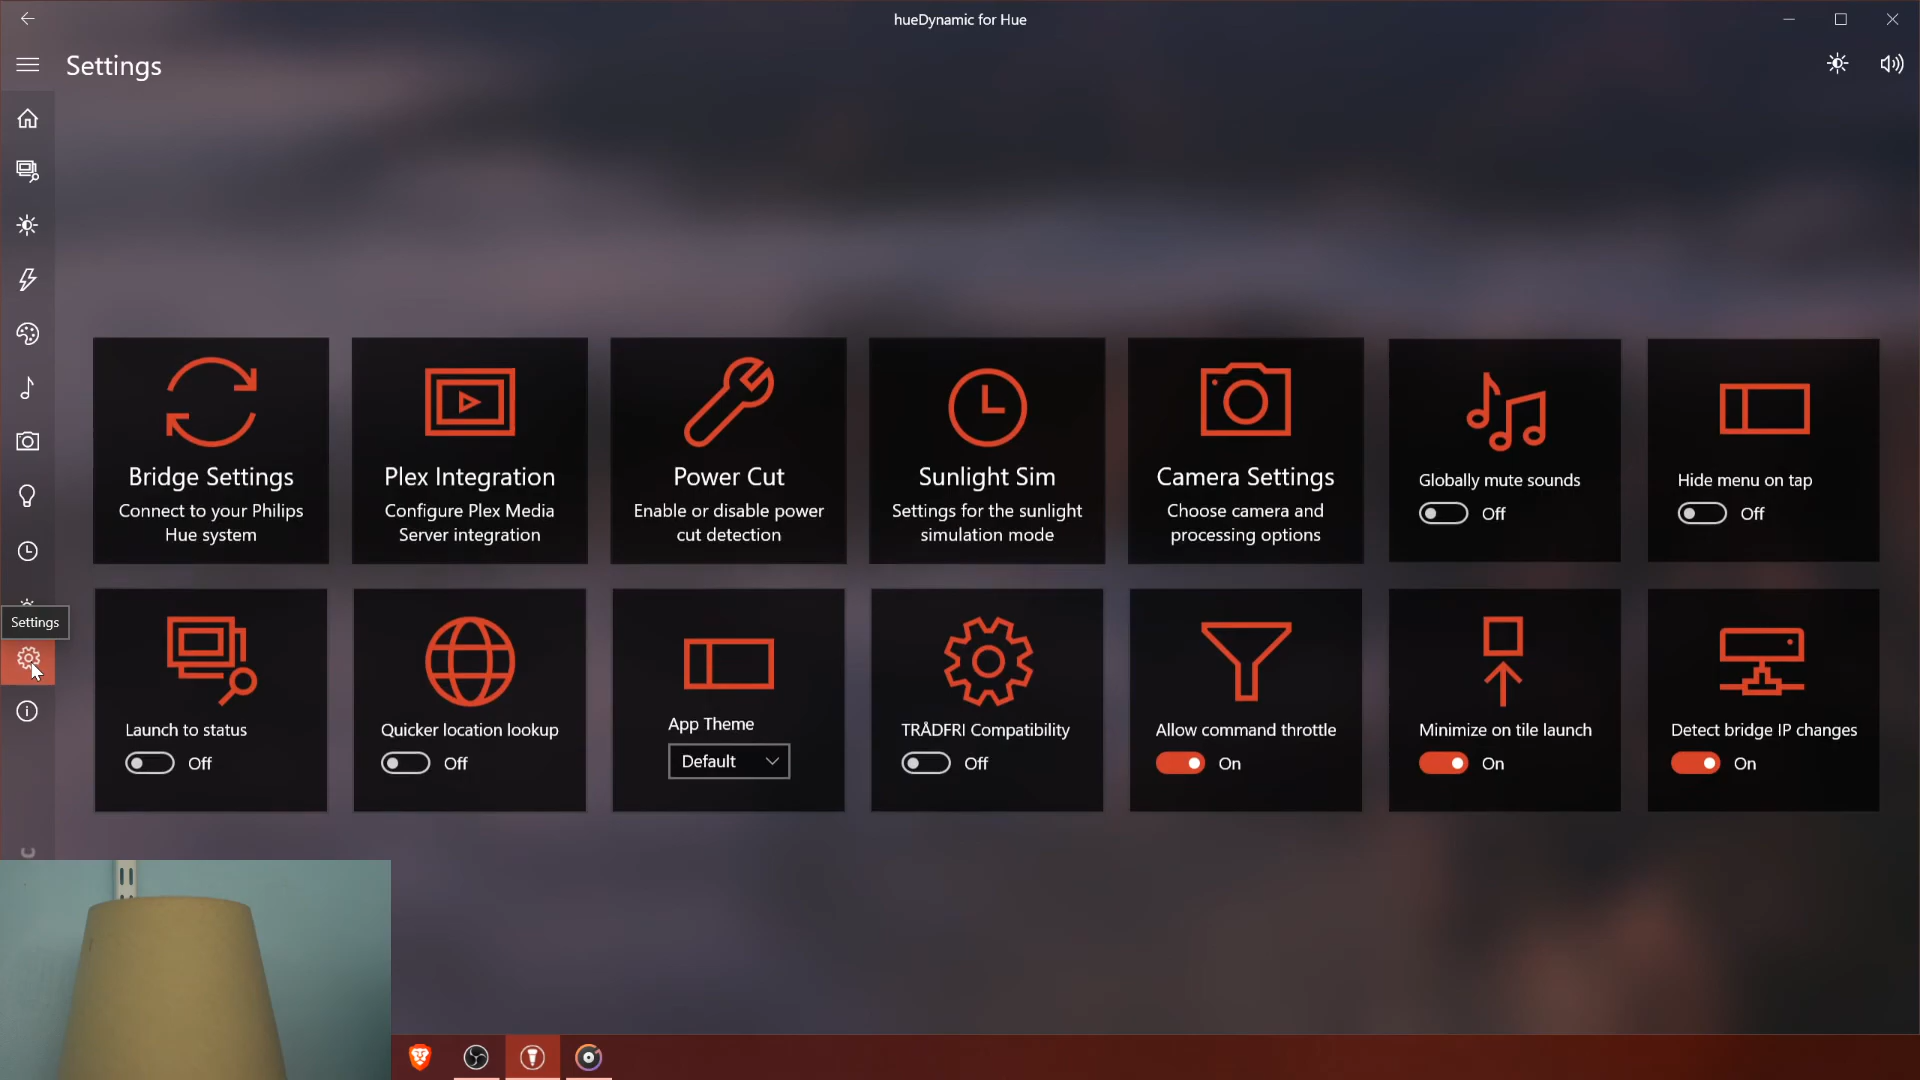 hueDynamic for Hue
Settings
Bridge Settings
Connect to your Philips
Hue system
Plex Integration
Configure Plex Media
Server integration
Power Cut
Enable or disable power
cut detection
Sunlight Sim
Settings for the sunlight
simulation mode
Camera Settings
Choose camera and
processing options
Globally mute sounds
Off
Hide menu on tap
Off
Settings
Launch to status
Off
Quicker location lookup
Off
App Theme
Default
TRÅDFRI Compatibility
Off
Allow command throttle
On
Minimize on tile launch
On
Detect bridge IP changes
On